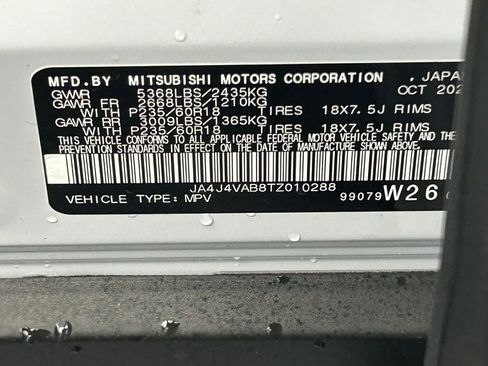 MFD.BY MITSUBISHI MOTORS CORPORATION . JAPAN
GVWR 5368LBS/2435KG OCT 202
GAWR FR 2668LBS/1210KG
WITH P235/60R18 TIRES 18X7.5J RIMS
GAWR RR 3009LBS/1365KG
WITH P235/60R18 TIRES 18X7.5J RIMS
THIS VEHICLE CONFORMS TO ALL APPLICABLE FEDERAL MOTOR VEHICLE SAFETY AND
PREVENTION STANDARDS IN EFFECT ON THE DATE OF MANUFACTURE SHOWN ABOVE
JA4J4VAB8TZ010288
VEHICLE TYPE: MPV 99079 W26